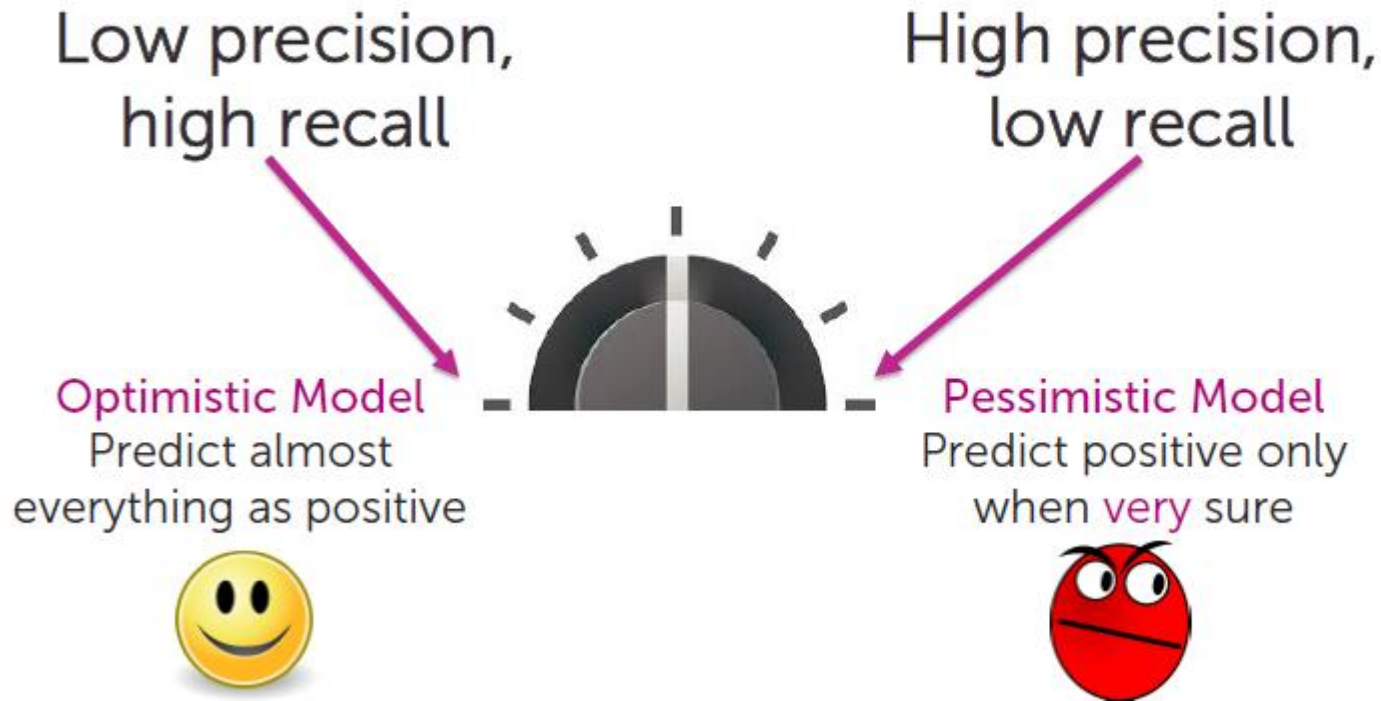 Low precision,
high recall
High precision,
low recall
Optimistic Model
Predict almost
everything as positive
Pessimistic Model
Predict positive only
when very sure